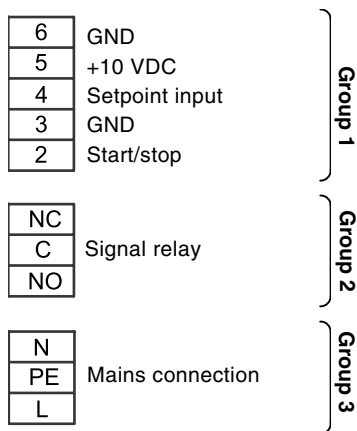 6 GND
5 +10 VDC
4 Setpoint input
3 GND
2 Start/stop
Group 1
NC
C Signal relay
NO
Group 2
N
PE Mains connection
L
Group 3